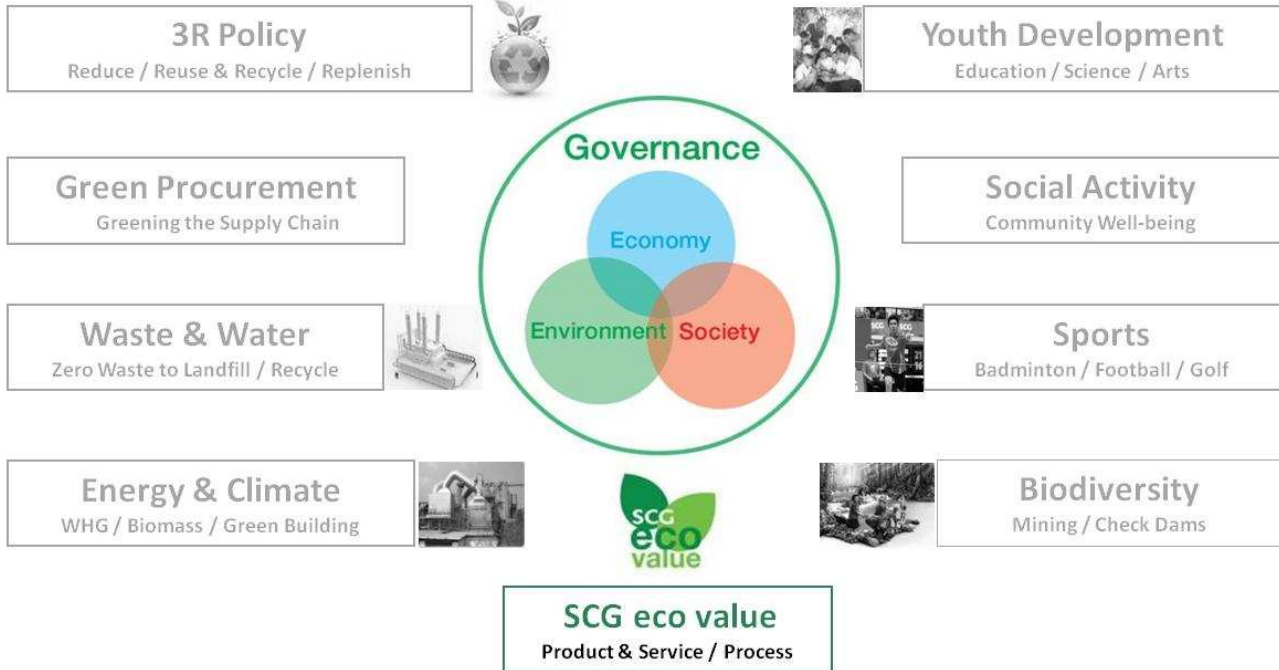 3R Policy
Reduce / Reuse & Recycle / Replenish
Youth Development
Education / Science / Arts
Governance
Green Procurement
Greening the Supply Chain
Social Activity
Community Well-being
Economy
Environment
Society
Waste & Water
Zero Waste to Landfill / Recycle
Sports
Badminton / Football / Golf
SCG
SCG
Energy & Climate
WHG / Biomass / Green Building
Biodiversity
Mining / Check Dams
SCG
eco
value
SCG eco value
Product & Service / Process